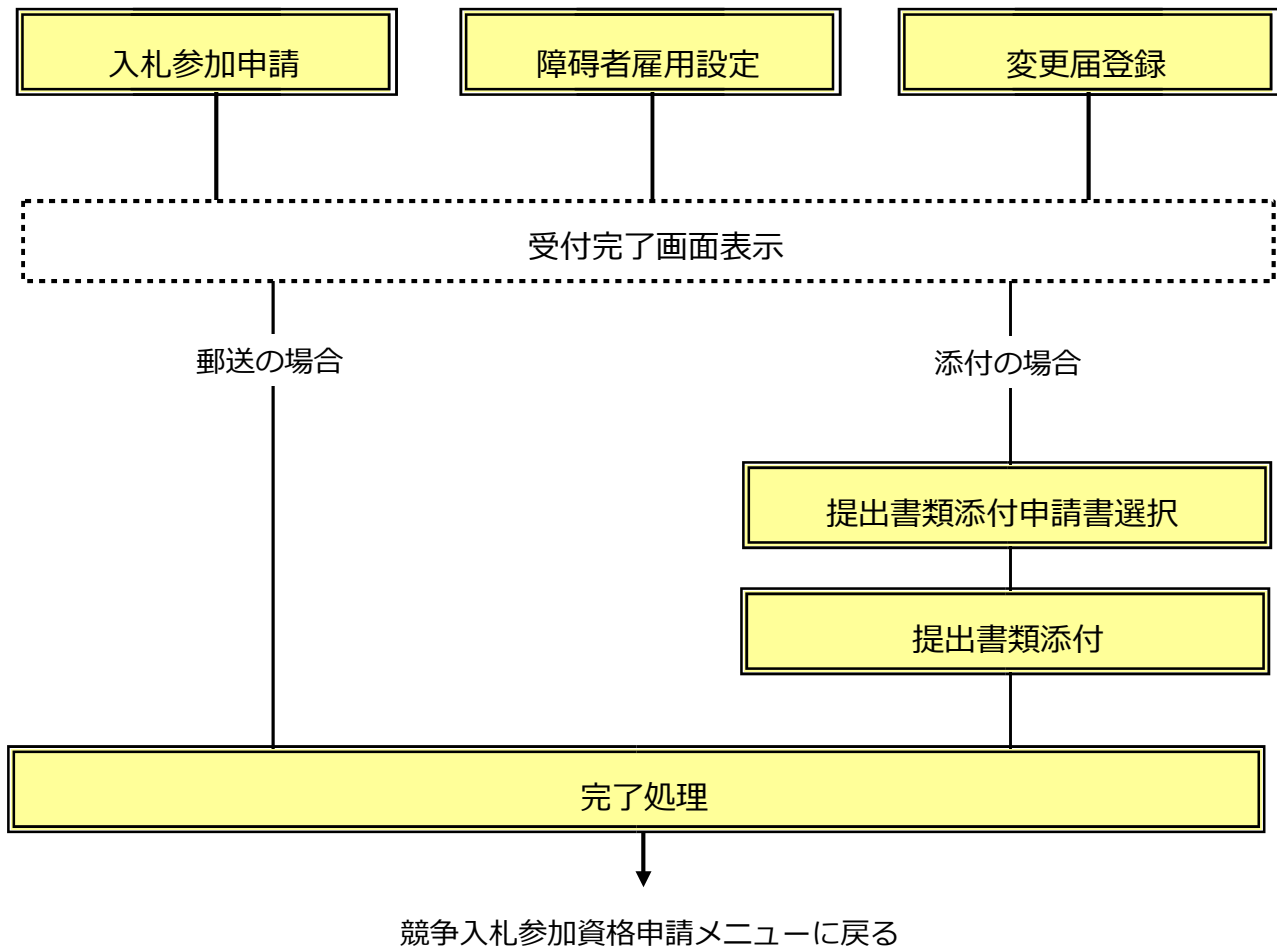 入札参加申請
障碍者雇用設定
変更届登録
受付完了画面表示
郵送の場合
添付の場合
提出書類添付申請書選択
提出書類添付
完了処理
競争入札参加資格申請メニューに戻る